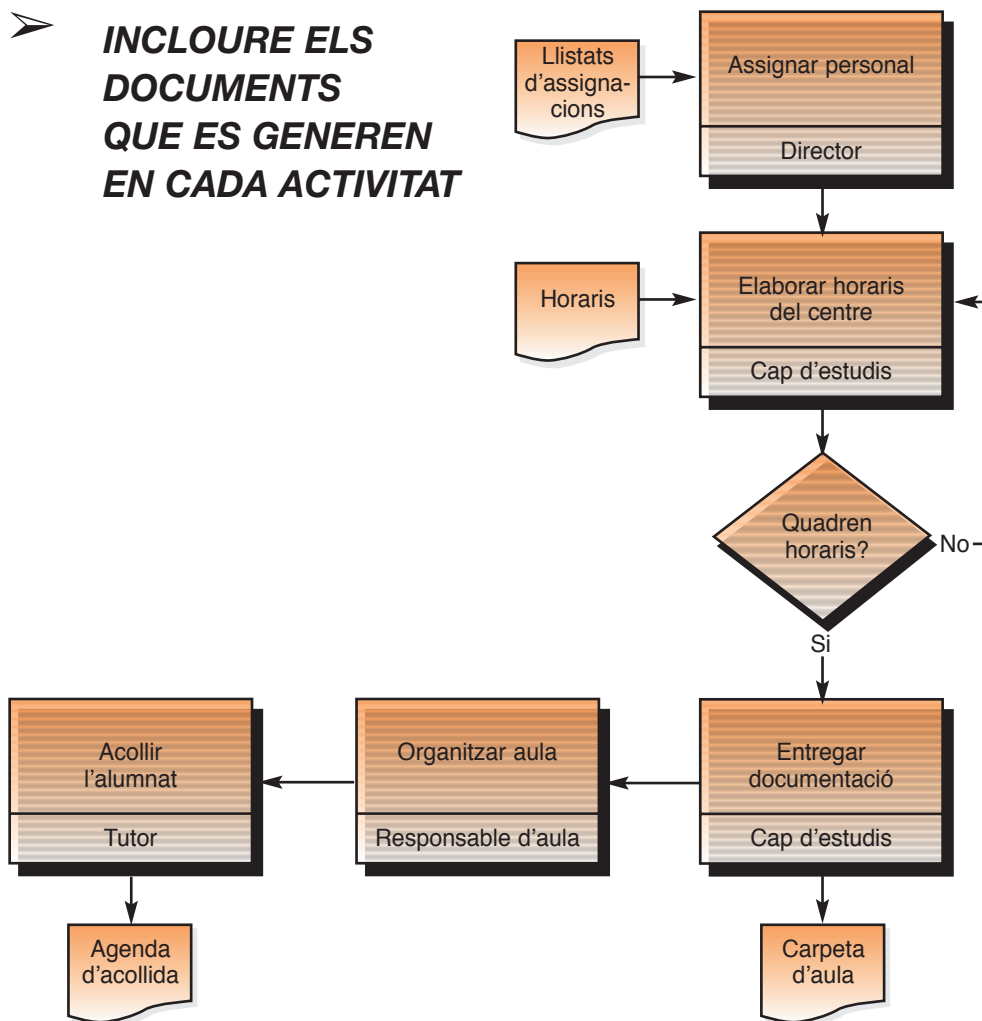 INCLOURE ELS
DOCUMENTS
QUE ES GENEREN
EN CADA ACTIVITAT
Llistats
d'assigna-
cions
Assignar personal
Director
Horaris
Elaborar horaris
del centre
Cap d'estudis
Quadren
horaris?
No
Si
Acollir
l'alumnat
Tutor
Organitzar aula
Responsable d'aula
Entregar
documentació
Cap d'estudis
Agenda
d'acollida
Carpeta
d'aula